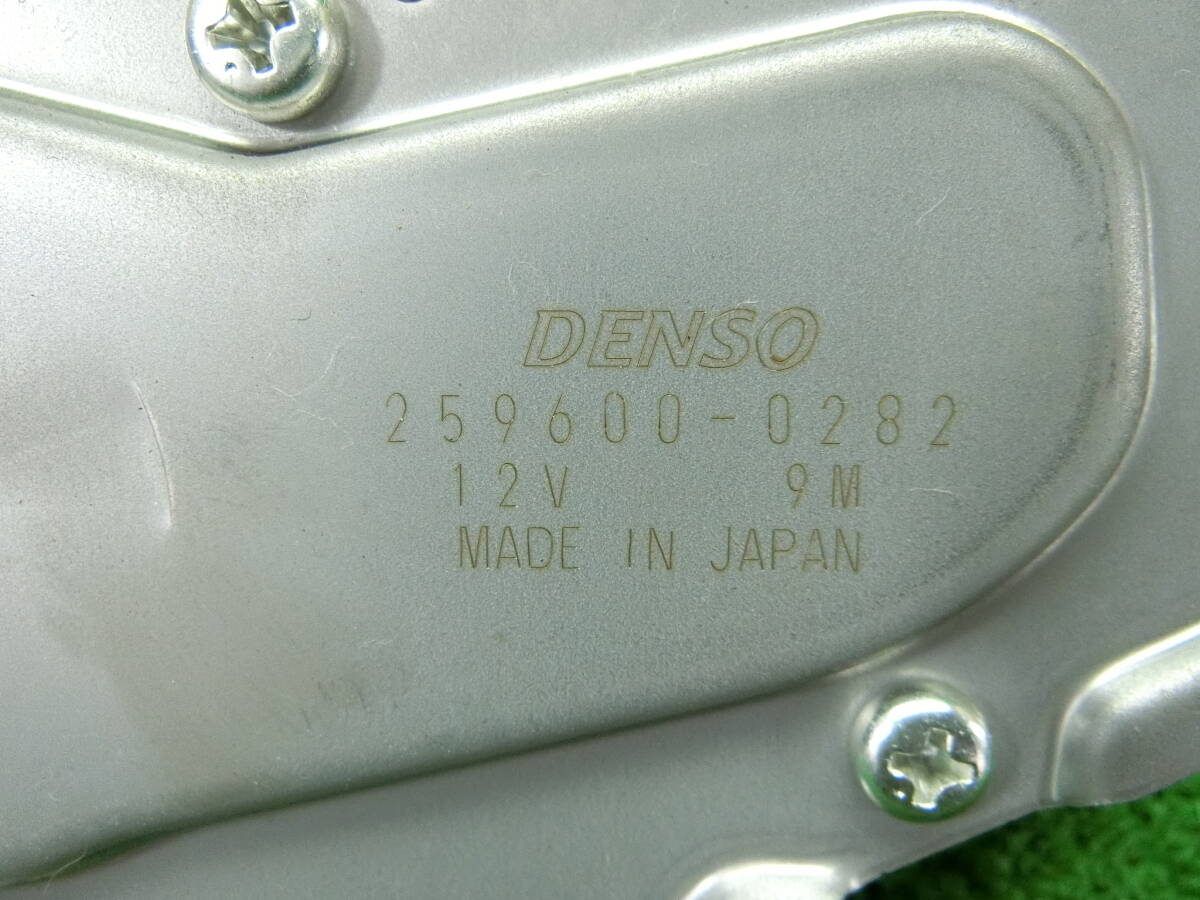 DENSO
259600-0282
12V 9M
MADE IN JAPAN